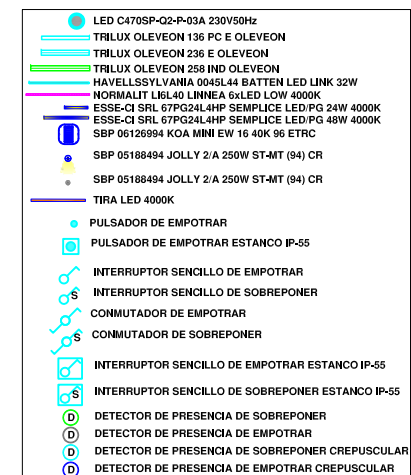 LED C470SP-Q2-P-03A 230V50Hz
TRILUX OLEVEON 136 PC E OLEVEON
TRILUX OLEVEON 236 E OLEVEON
TRILUX OLEVEON 258 IND OLEVEON
HAVELLSSYLVANIA 0045L44 BATTEN LED LINK 32W
NORMALIT LI6L40 LINNEA 6xLED LOW 4000K
ESSE-CI SRL 67PG24L4HP SEMPLICE LED/PG 24W 4000K
ESSE-CI SRL 67PG24L4HP SEMPLICE LED/PG 48W 4000K
SBP 06126994 KOA MINI EW 16 40K 96 ETRC
SBP 05188494 JOLLY 2/A 250W ST-MT (94) CR
SBP 05188494 JOLLY 2/A 250W ST-MT (94) CR
TIRA LED 4000K
PULSADOR DE EMPOTRAR
PULSADOR DE EMPOTRAR ESTANCO IP-55
INTERRUPTOR SENCILLO DE EMPOTRAR
S INTERRUPTOR SENCILLO DE SOBREPONER
CONMUTADOR DE EMPOTRAR
S CONMUTADOR DE SOBREPONER
INTERRUPTOR SENCILLO DE EMPOTRAR ESTANCO IP-55
S INTERRUPTOR SENCILLO DE SOBREPONER ESTANCO IP-55
D DETECTOR DE PRESENCIA DE SOBREPONER
D DETECTOR DE PRESENCIA DE EMPOTRAR
D DETECTOR DE PRESENCIA DE SOBREPONER CREPUSCULAR
D DETECTOR DE PRESENCIA DE EMPOTRAR CREPUSCULAR